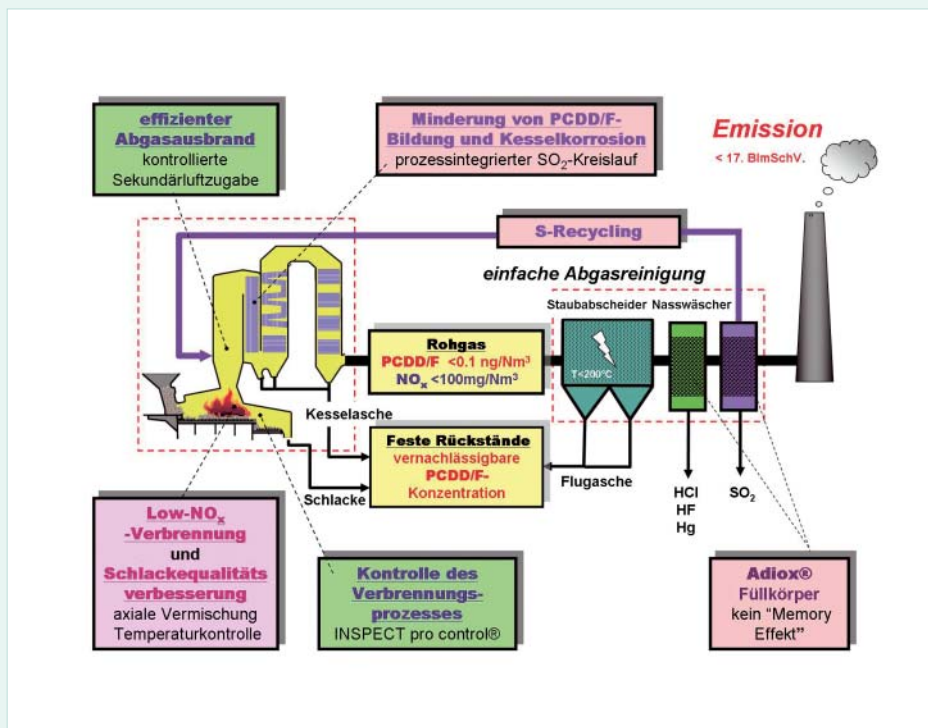 effizienter
Abgasausbrand
kontrollierte
Sekundärluftzugabe
Minderung von PCDD/F-
Bildung und Kesselkorrosion
prozessintegrierter SO₂-Kreislauf
Emission
< 17. BImSchV.
S-Recycling
einfache Abgasreinigung
Staubabscheider Nasswäscher
T<200°C
Rohgas
PCDD/F <0.1 ng/Nm³
NOₓ <100mg/Nm³
Kesselasche
Feste Rückstände
vernachlässigbare
PCDD/F-
Konzentration
Schlacke
Flugasche
HCl
HF
Hg
SO₂
Low-NOₓ
-Verbrennung
und
Schlackequalitäts
verbesserung
axiale Vermischung
Temperaturkontrolle
Kontrolle des
Verbrennungs-
prozesses
INSPECT pro control®
Adiox®
Füllkörper
kein "Memory
Effekt"